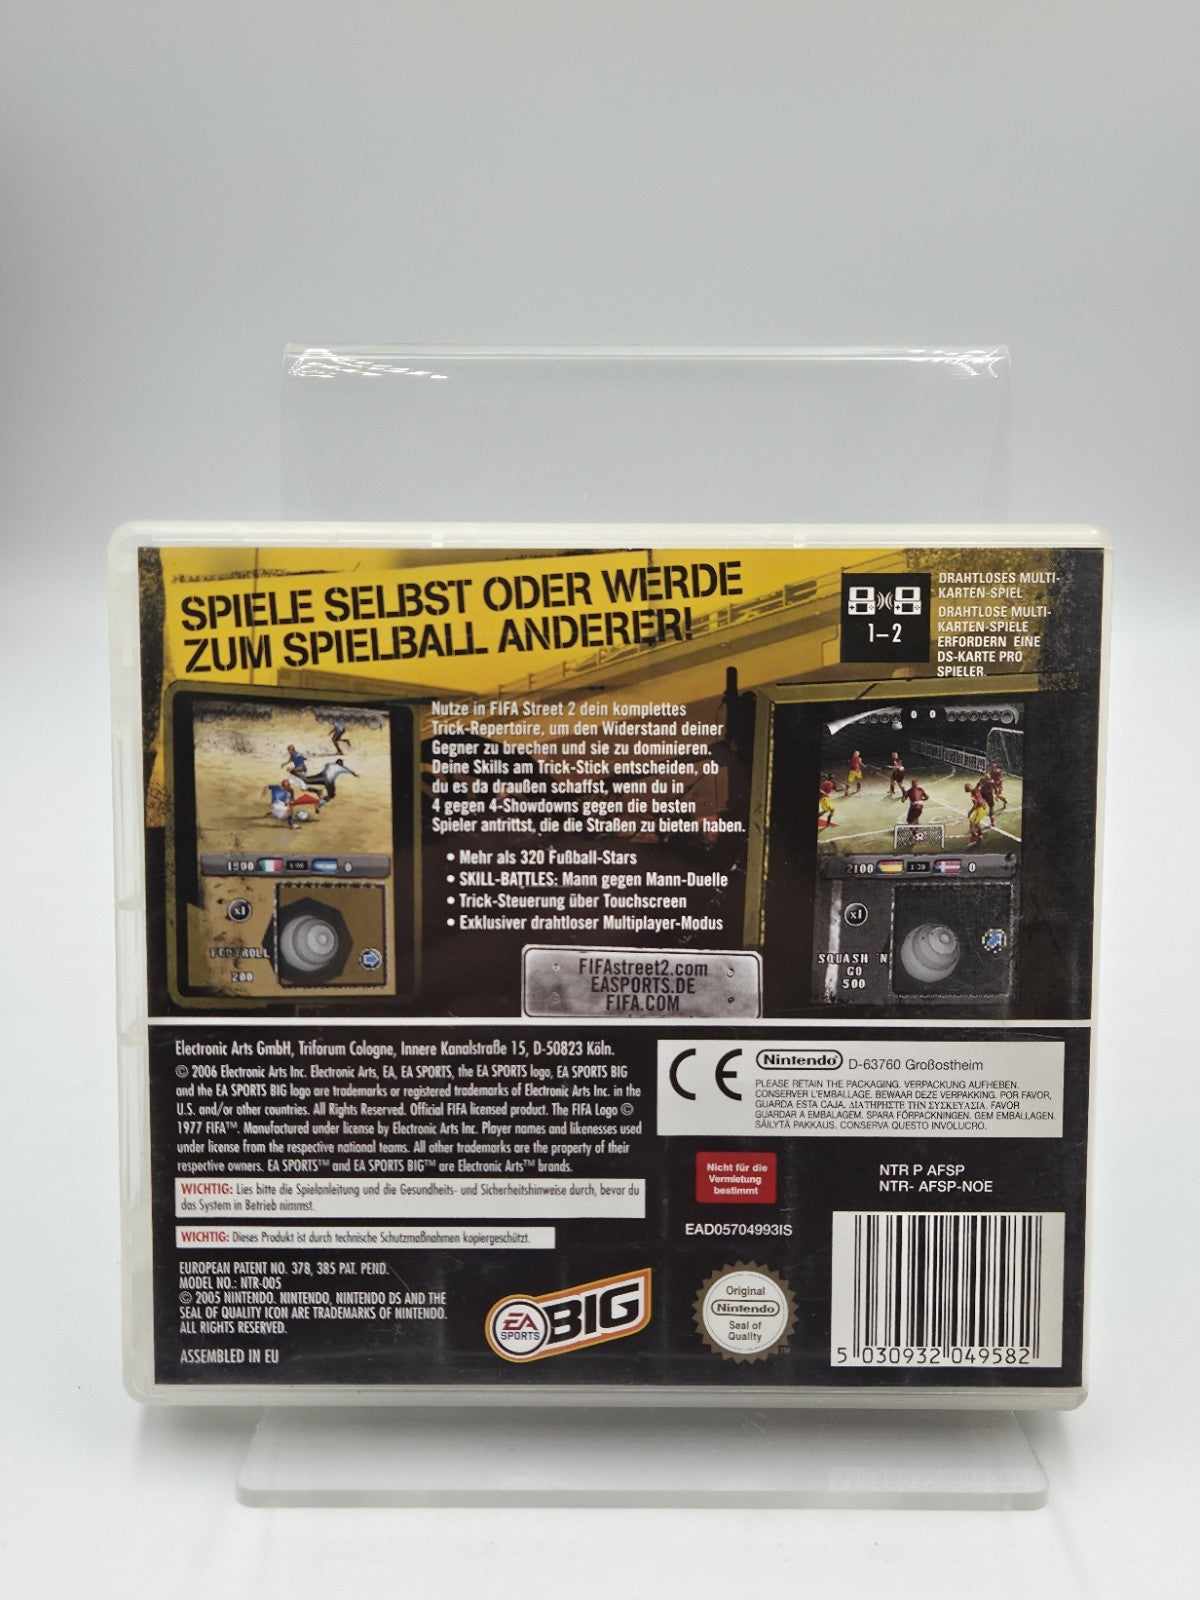 SPIELE SELBST ODER WERDE
ZUM SPIELBALL ANDERER!
1–2
DRAHTLOSES MULTI-
KARTEN-SPIEL
DRAHTLOSE MULTI-
KARTEN-SPIELE
ERFORDERN EINE
DS-KARTE PRO
SPIELER.
Nutze in FIFA Street 2 dein komplettes
Trick-Repertoire, um den Widerstand deiner
Gegner zu brechen und sie zu dominieren.
Deine Skills am Trick-Stick entscheiden, ob
du es da draußen schaffst, wenn du in
4 gegen 4-Showdowns gegen die besten
Spieler antrittst, die die Straßen zu bieten haben.
• Mehr als 320 Fußball-Stars
• SKILL-BATTLES: Mann gegen Mann-Duelle
• Trick-Steuerung über Touchscreen
• Exklusiver drahtloser Multiplayer-Modus
0
x1
200
0 0
2100
0
x1
SQUASH N
GO
500
FIFAstreet2.com
EASPORTS.DE
FIFA.COM
Electronic Arts GmbH, Triforum Cologne, Innere Kanalstraße 15, D-50823 Köln.
© 2006 Electronic Arts Inc. Electronic Arts, EA, EA SPORTS, the EA SPORTS logo, EA SPORTS BIG
and the EA SPORTS BIG logo are trademarks or registered trademarks of Electronic Arts Inc. in the
U.S. and/or other countries. All Rights Reserved. Official FIFA licensed product. The FIFA Logo ©
1977 FIFA™. Manufactured under license by Electronic Arts Inc. Player names and likenesses used
under license from the respective national teams. All other trademarks are the property of their
respective owners. EA SPORTS™ and EA SPORTS BIG™ are Electronic Arts™ brands.
WICHTIG: Lies bitte die Spielanleitung und die Gesundheits- und Sicherheitshinweise durch, bevor du
das System in Betrieb nimmst.
WICHTIG: Dieses Produkt ist durch technische Schutzmaßnahmen kopiergeschützt.
EUROPEAN PATENT NO. 378, 385 PAT. PEND.
MODEL NO.: NTR-005
© 2005 NINTENDO. NINTENDO, NINTENDO DS AND THE
SEAL OF QUALITY ICON ARE TRADEMARKS OF NINTENDO.
ALL RIGHTS RESERVED.
ASSEMBLED IN EU
EA
SPORTS
BIG
CE
Nintendo D-63760 Großostheim
PLEASE RETAIN THE PACKAGING. VERPACKUNG AUFHEBEN.
CONSERVER L'EMBALLAGE. BEWAAR DEZE VERPAKKING. POR FAVOR,
GUARDA ESTA CAJA. ΔΙΑΤΗΡΗΣΤΕ ΤΗΝ ΣΥΣΚΕΥΑΣΙΑ. FAVOR
GUARDAR A EMBALAGEM. SPARA FÖRPACKNINGEN. GEM EMBALLAGEN.
SÄILYTÄ PAKKAUS. CONSERVA QUESTO INVOLUCRO.
Nicht für die
Vermietung
bestimmt
NTR P AFSP
NTR- AFSP-NOE
EAD05704993IS
Original
Nintendo
Seal of
Quality
TM
5 030932 049582